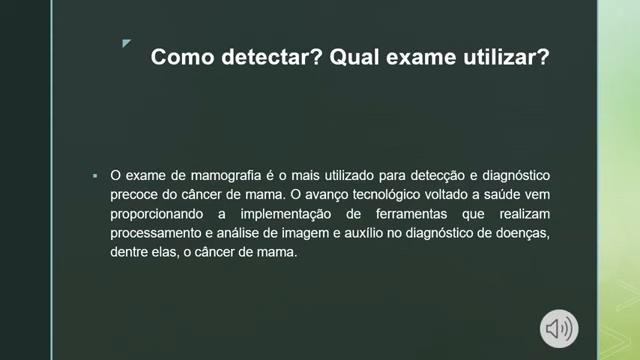 Como detectar? Qual exame utilizar?
O exame de mamografia é o mais utilizado para detecção e diagnóstico
precoce do câncer de mama. O avanço tecnológico voltado a saúde vem
proporcionando a implementação de ferramentas que realizam
processamento e análise de imagem e auxílio no diagnóstico de doenças,
dentre elas, o câncer de mama.